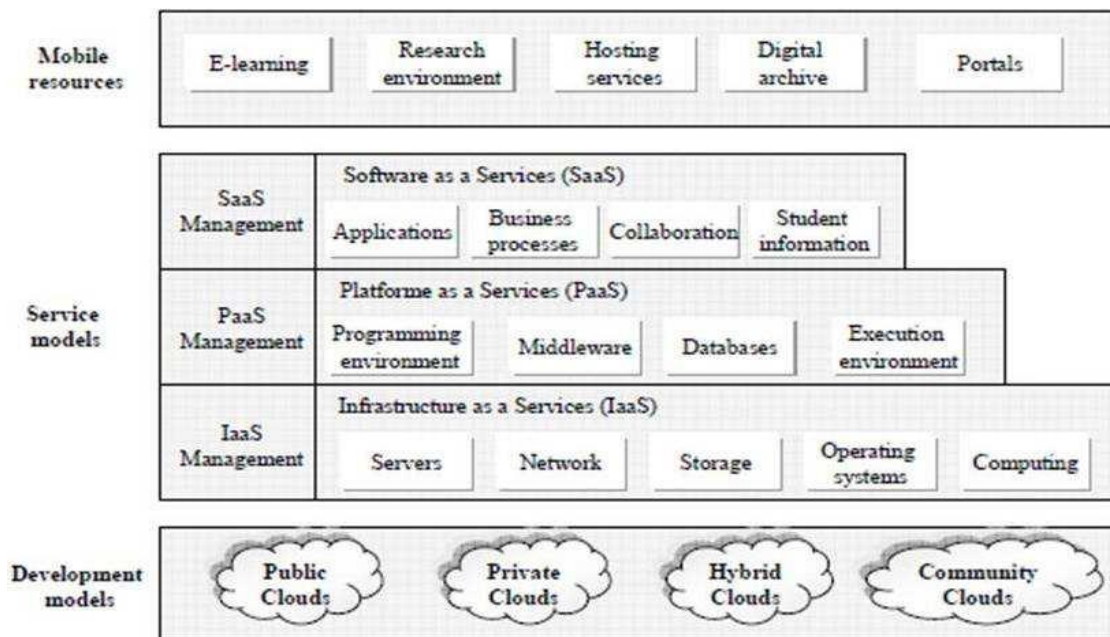 Mobile
resources
E-learning
Research
environment
Hosting
services
Digital
archive
Portals
Service
models
SaaS
Management
Software as a Services (SaaS)
Applications
Business
processes
Collaboration
Student
information
PaaS
Management
Platforme as a Services (PaaS)
Programming
environment
Middleware
Databases
Execution
environment
IaaS
Management
Infrastructure as a Services (IaaS)
Servers
Network
Storage
Operating
systems
Computing
Development
models
Public
Clouds
Private
Clouds
Hybrid
Clouds
Community
Clouds